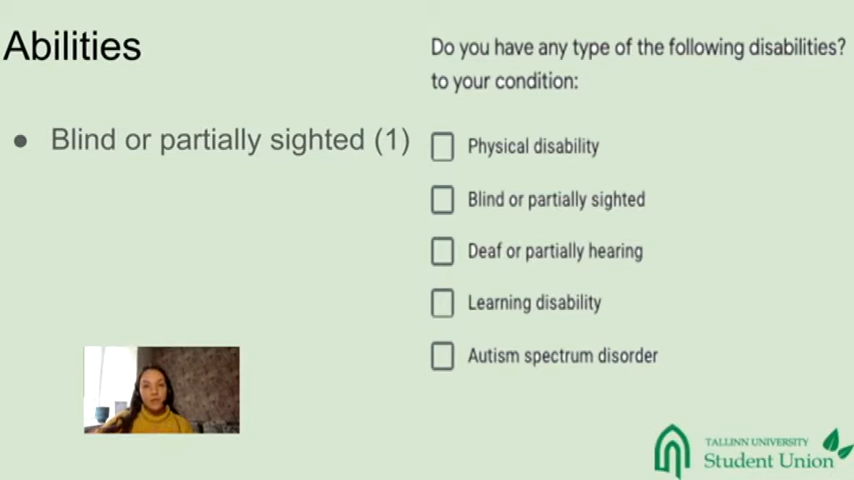 Abilities
● Blind or partially sighted (1)
Do you have any type of the following disabilities?
to your condition:
Physical disability
Blind or partially sighted
Deaf or partially hearing
Learning disability
Autism spectrum disorder
TALLINN UNIVERSITY
Student Union